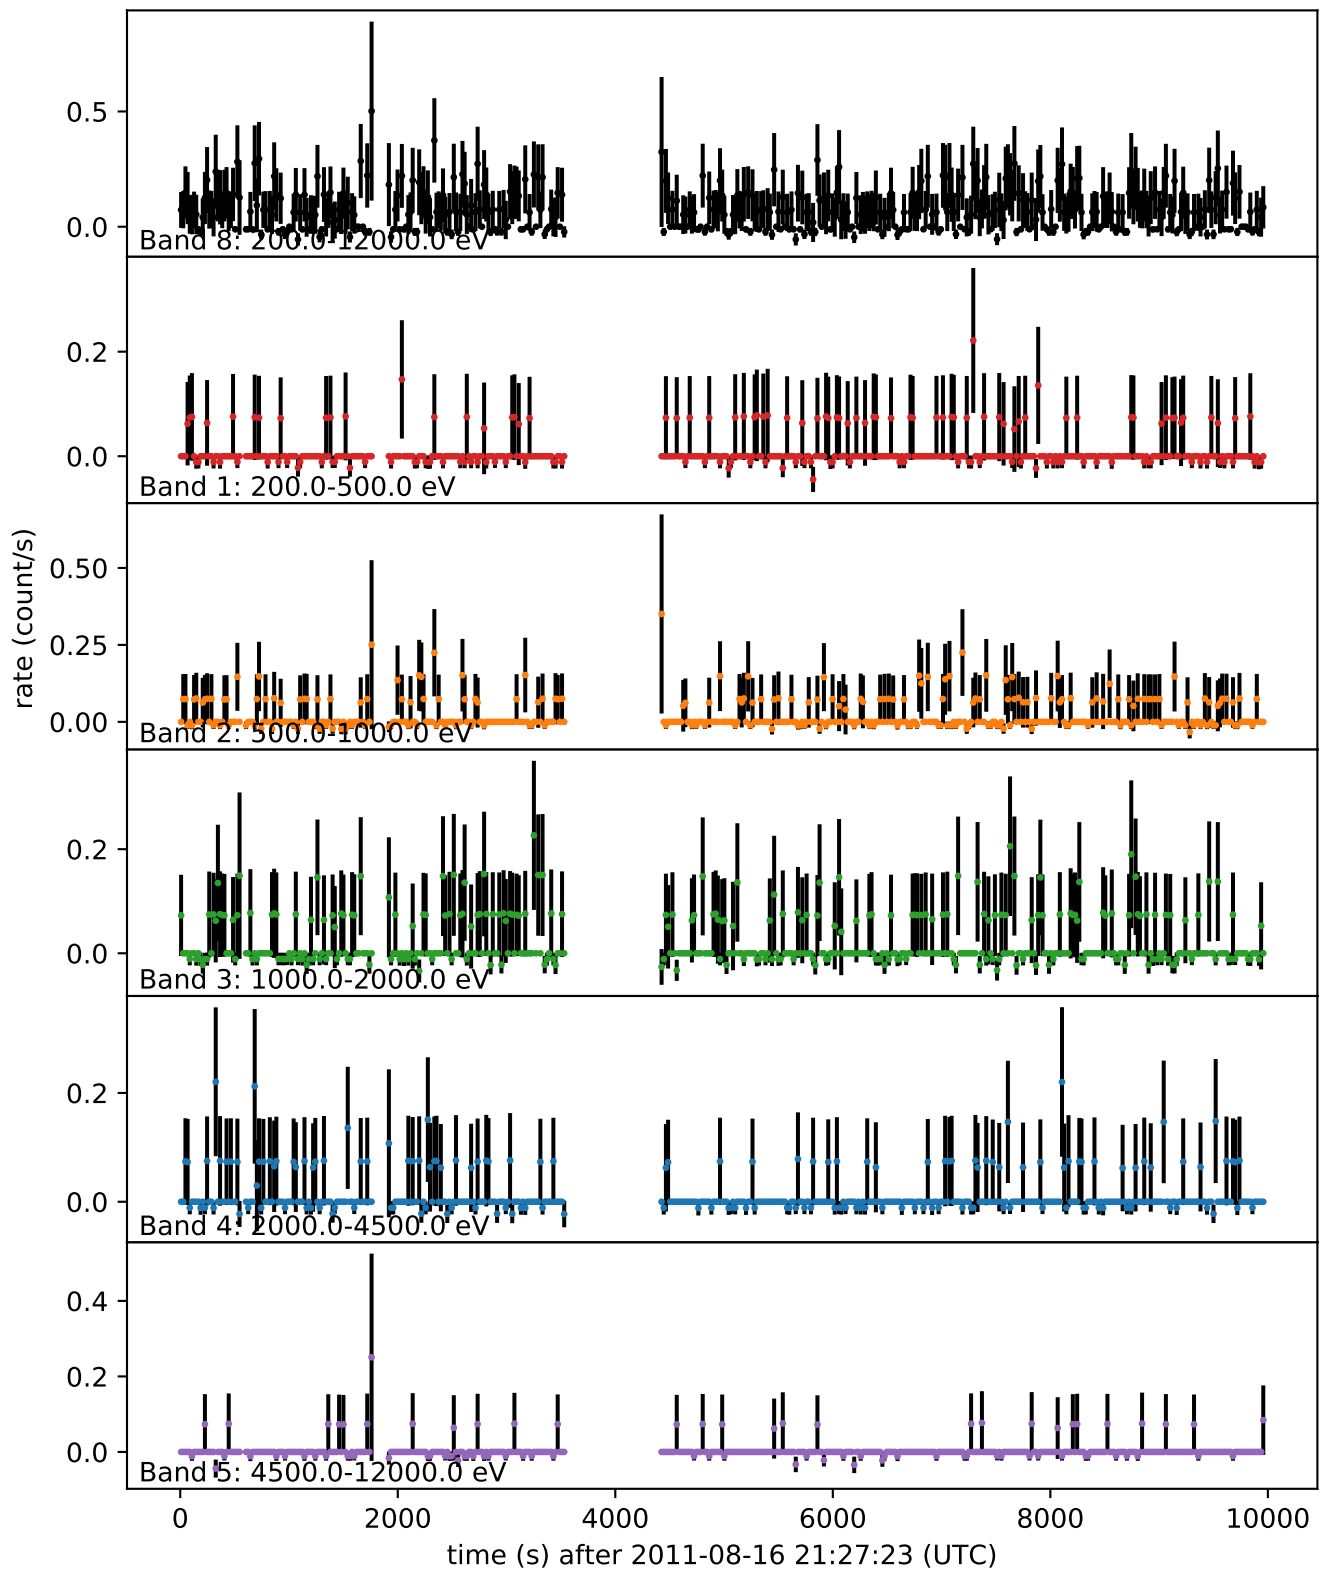 0.5
0.0
Band 8: 200.0-12000.0 eV
0.2
0.0
Band 1: 200.0-500.0 eV
rate (count/s)
0.50
0.25
0.00
Band 2: 500.0-1000.0 eV
0.2
0.0
Band 3: 1000.0-2000.0 eV
0.2
0.0
Band 4: 2000.0-4500.0 eV
0.4
0.2
0.0
Band 5: 4500.0-12000.0 eV
0 2000 4000 6000 8000 10000
time (s) after 2011-08-16 21:27:23 (UTC)